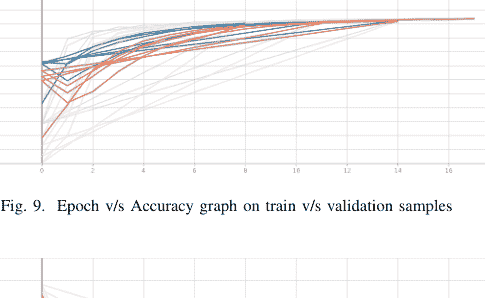 0 2 4 6 8 10 12 14 16
Fig. 9. Epoch v/s Accuracy graph on train v/s validation samples